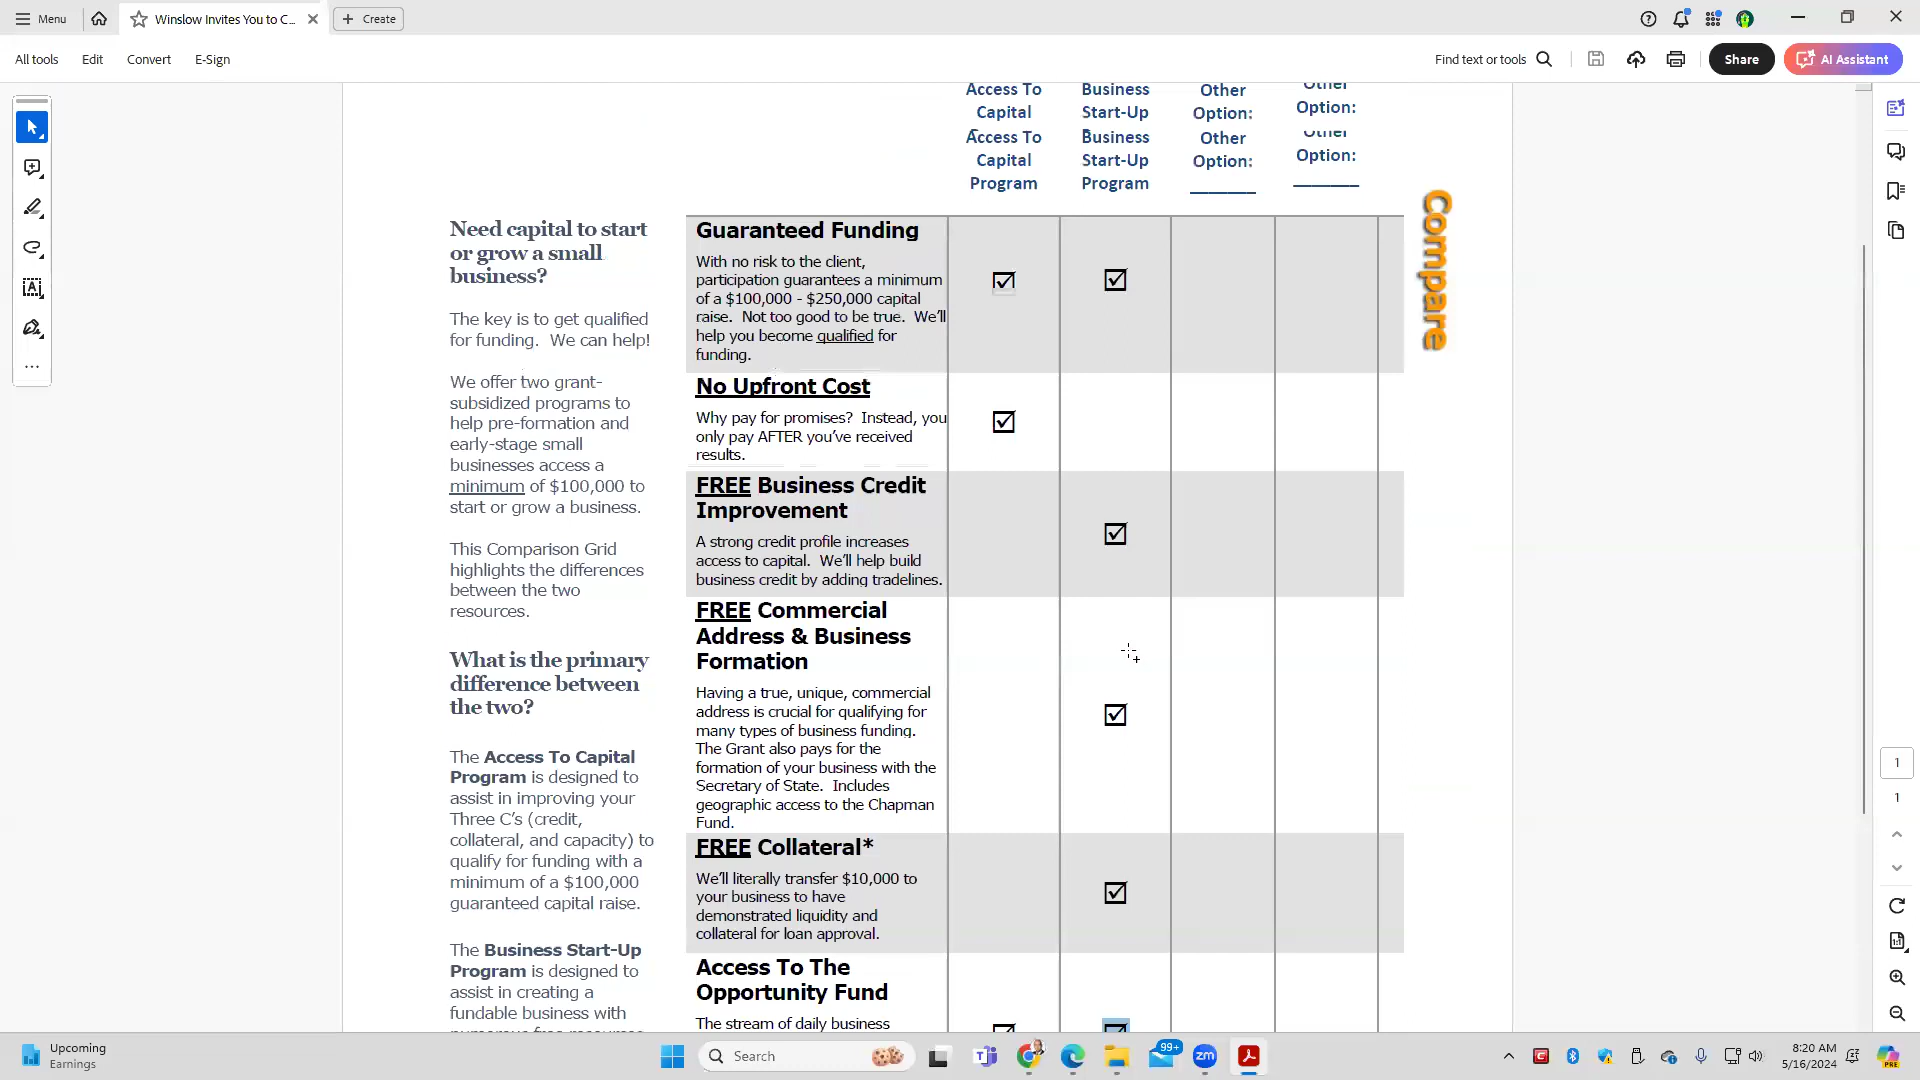 Menu
Winslow Invites You to C...
Create
All tools
Edit
Convert
E-Sign
Find text or tools
Share
AI Assistant
Access To
Capital
Access To
Capital
Program
Business
Start-Up
Business
Start-Up
Program
Other
Option:
Other
Option:
________
Option:
Option:
________
Compare
Need capital to start
or grow a small
business?
The key is to get qualified
for funding.  We can help!
We offer two grant-
subsidized programs to
help pre-formation and
early-stage small
businesses access a
minimum of $100,000 to
start or grow a business.
This Comparison Grid
highlights the differences
between the two
resources.
What is the primary
difference between
the two?
The Access To Capital
Program is designed to
assist in improving your
Three C's (credit,
collateral, and capacity) to
qualify for funding with a
minimum of a $100,000
guaranteed capital raise.
The Business Start-Up
Program is designed to
assist in creating a
fundable business with
Guaranteed Funding
With no risk to the client,
participation guarantees a minimum
of a $100,000 - $250,000 capital
raise.  Not too good to be true.  We'll
help you become qualified for
funding.
No Upfront Cost
Why pay for promises?  Instead, you
only pay AFTER you've received
results.
FREE Business Credit
Improvement
A strong credit profile increases
access to capital.  We'll help build
business credit by adding tradelines.
FREE Commercial
Address & Business
Formation
Having a true, unique, commercial
address is crucial for qualifying for
many types of business funding.
The Grant also pays for the
formation of your business with the
Secretary of State.  Includes
geographic access to the Chapman
Fund.
FREE Collateral*
We'll literally transfer $10,000 to
your business to have
demonstrated liquidity and
collateral for loan approval.
Access To The
Opportunity Fund
The stream of daily business
1
1
Upcoming
Earnings
Search
99+
zm
8:20 AM
5/16/2024
PRE